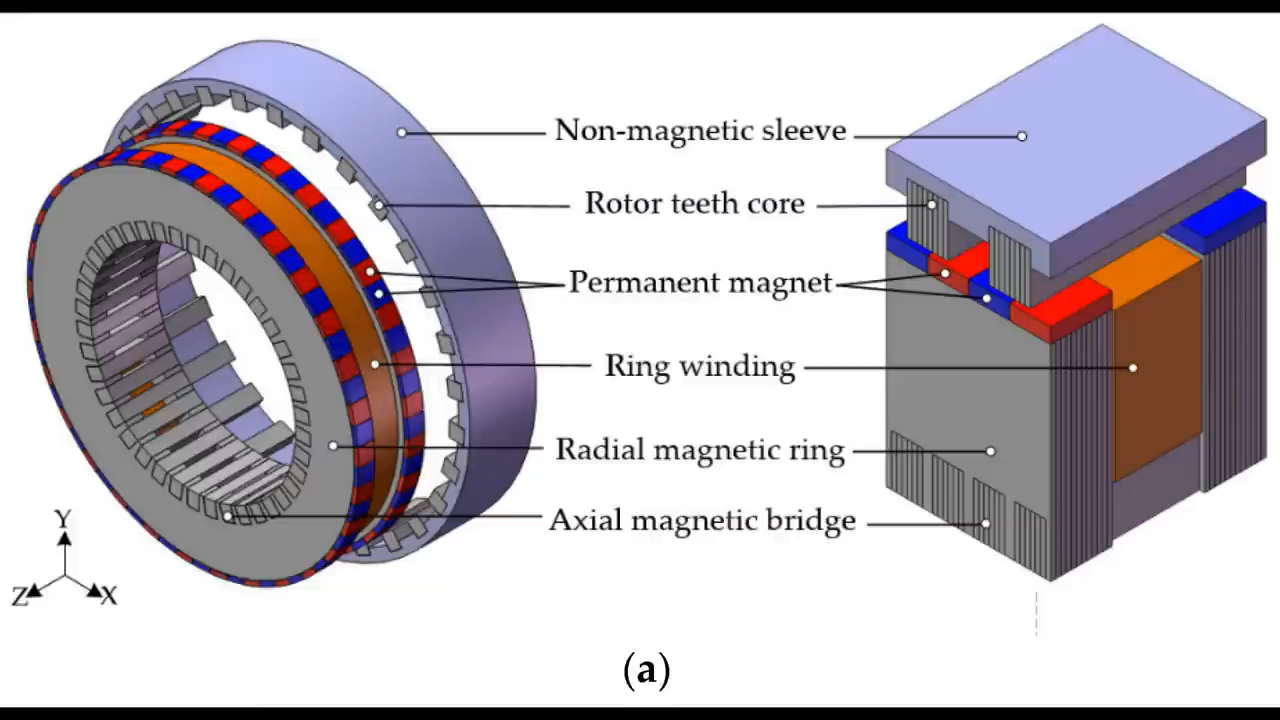 Non-magnetic sleeve
Rotor teeth core
Permanent magnet
Ring winding
Radial magnetic ring
Axial magnetic bridge
Y
Z
X
(a)